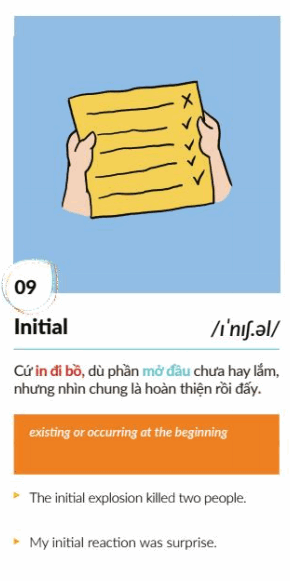 09
Initial
/ɪˈnɪʃ.əl/
Cứ in đi bồ, dù phần mở đầu chưa hay lắm,
nhưng nhìn chung là hoàn thiện rồi đấy.
existing or occurring at the beginning
The initial explosion killed two people.
My initial reaction was surprise.